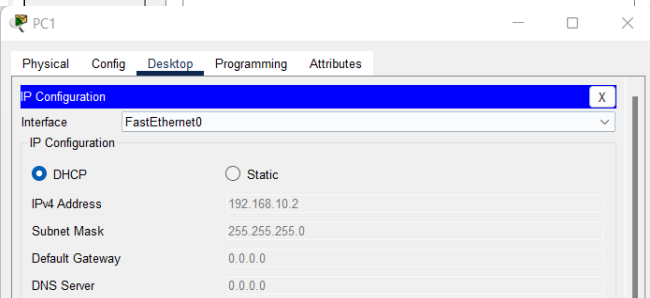 PC1
Physical Config Desktop Programming Attributes
IP Configuration X
Interface FastEthernet0
IP Configuration
DHCP Static
IPv4 Address 192.168.10.2
Subnet Mask 255.255.255.0
Default Gateway 0.0.0.0
DNS Server 0.0.0.0